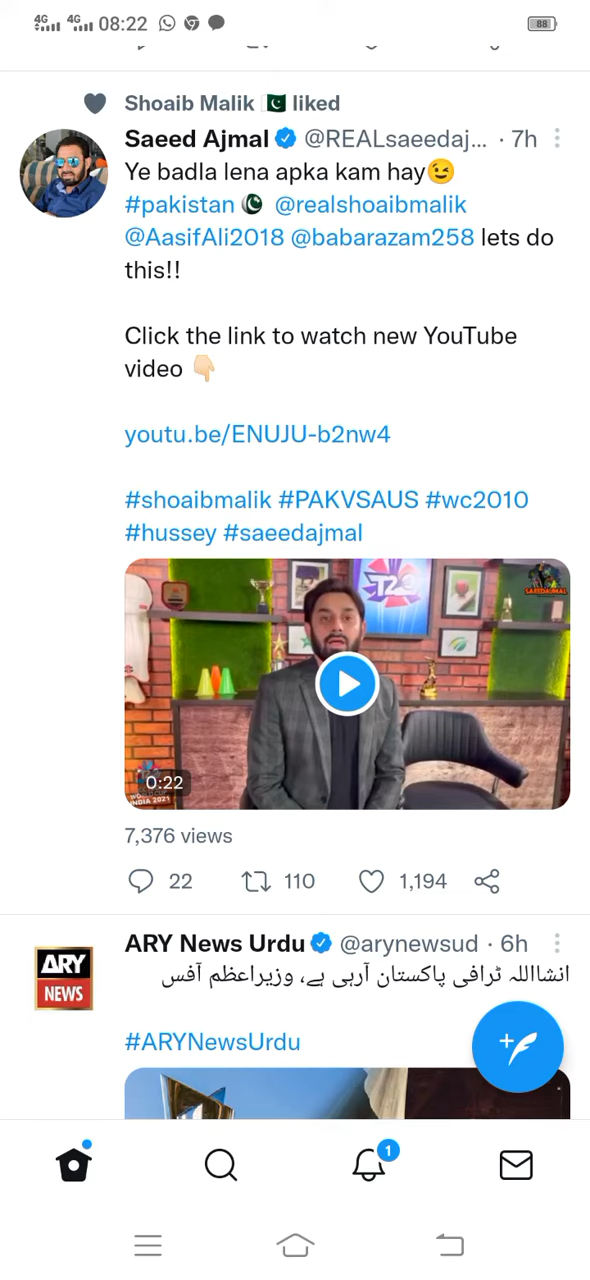 4G 4G 08:22 88
Shoaib Malik 🇵🇰 liked
Saeed Ajmal @REALsaeedaj... · 7h
Ye badla lena apka kam hay😉
#pakistan @realshoaibmalik
@AasifAli2018 @babarazam258 lets do
this!!
Click the link to watch new YouTube
video 👇🏻
youtu.be/ENUJU-b2nw4
#shoaibmalik #PAKVSAUS #wc2010
#hussey #saeedajmal
T20
SAEEDAJMAL
0:22
INDIA 2021
7,376 views
22 110 1,194
ARY News Urdu @arynewsud · 6h
ARY
NEWS
انشااللہ ٹرافی پاکستان آرہی ہے، وزیراعظم آفس
#ARYNewsUrdu
1